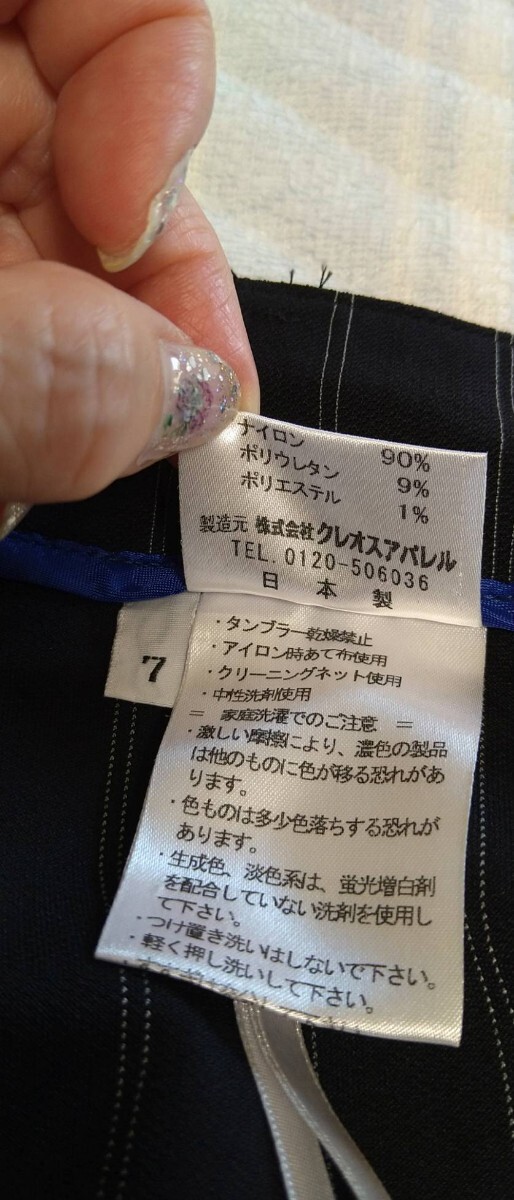 ナイロン 90%
ポリウレタン 9%
ポリエステル 1%
製造元 株式会社クレオスアパレル
TEL. 0120-506036
日 本 製
7
・タンブラー乾燥禁止
・アイロン時あて布使用
・クリーニングネット使用
・中性洗剤使用
= 家庭洗濯でのご注意 =
・激しい摩擦により、濃色の製品
は他のものに色が移る恐れがあ
ります。
・色ものは多少色落ちする恐れが
あります。
・生成色、淡色系は、蛍光増白剤
を配合していない洗剤を使用し
て下さい。
・つけ置き洗いはしないで下さい。
・軽く押し洗いして下さい。